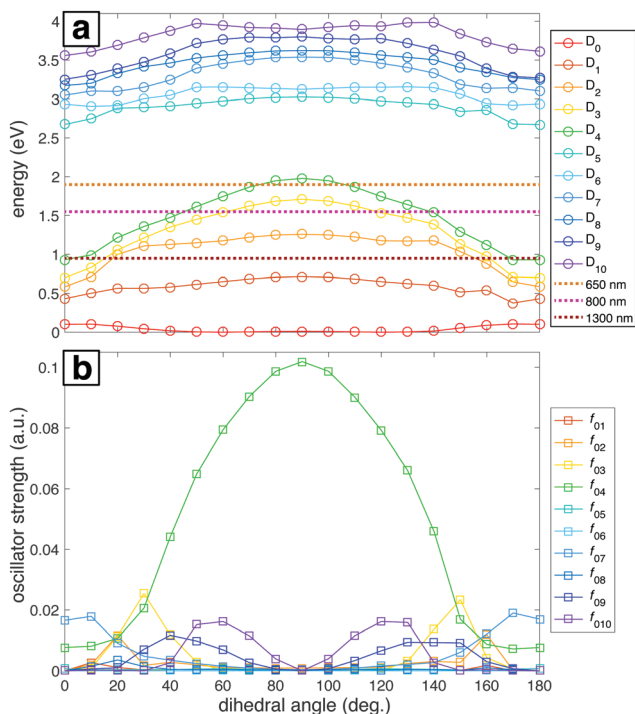 a
4
3.5
3
2.5
2
1.5
1
0.5
0
energy (eV)
D0
D1
D2
D3
D4
D5
D6
D7
D8
D9
D10
650 nm
800 nm
1300 nm
b
0.1
0.08
0.06
0.04
0.02
0
oscillator strength (a.u.)
0 20 40 60 80 100 120 140 160 180
dihedral angle (deg.)
f01
f02
f03
f04
f05
f06
f07
f08
f09
f010